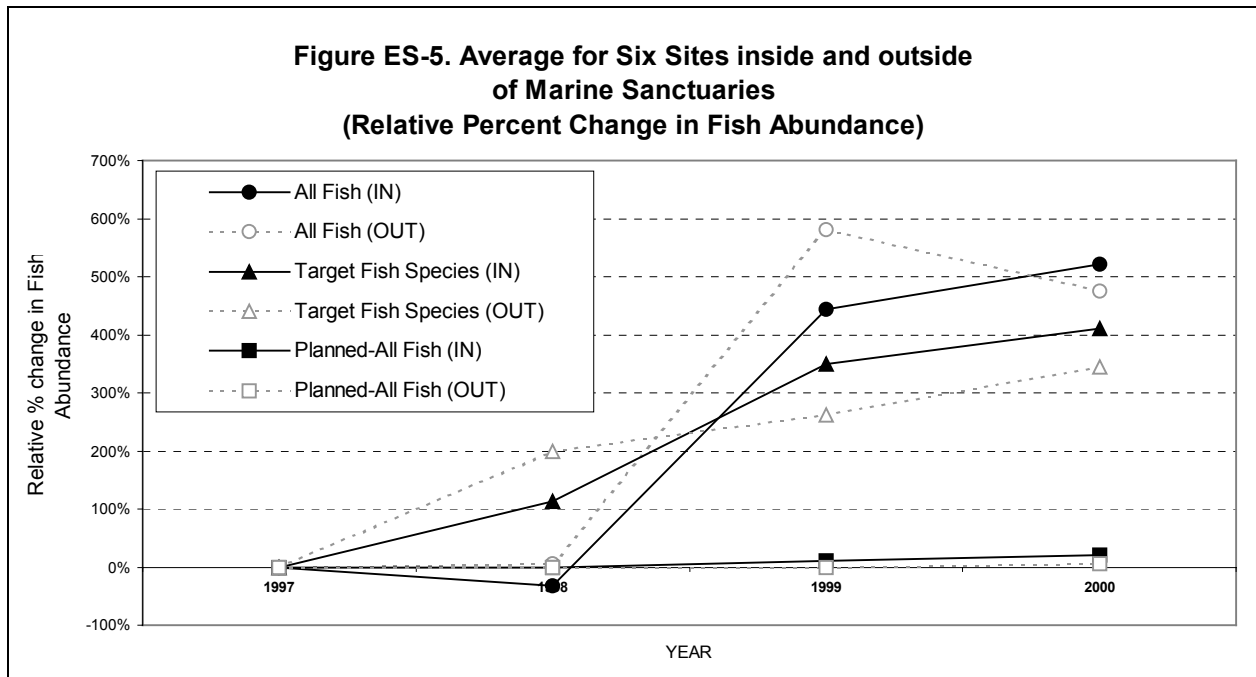 Figure ES-5. Average for Six Sites inside and outside
of Marine Sanctuaries
(Relative Percent Change in Fish Abundance)
700%
600%
500%
400%
300%
200%
100%
0%
-100%
Relative % change in Fish
Abundance
All Fish (IN)
All Fish (OUT)
Target Fish Species (IN)
Target Fish Species (OUT)
Planned-All Fish (IN)
Planned-All Fish (OUT)
1997
1998
1999
2000
YEAR